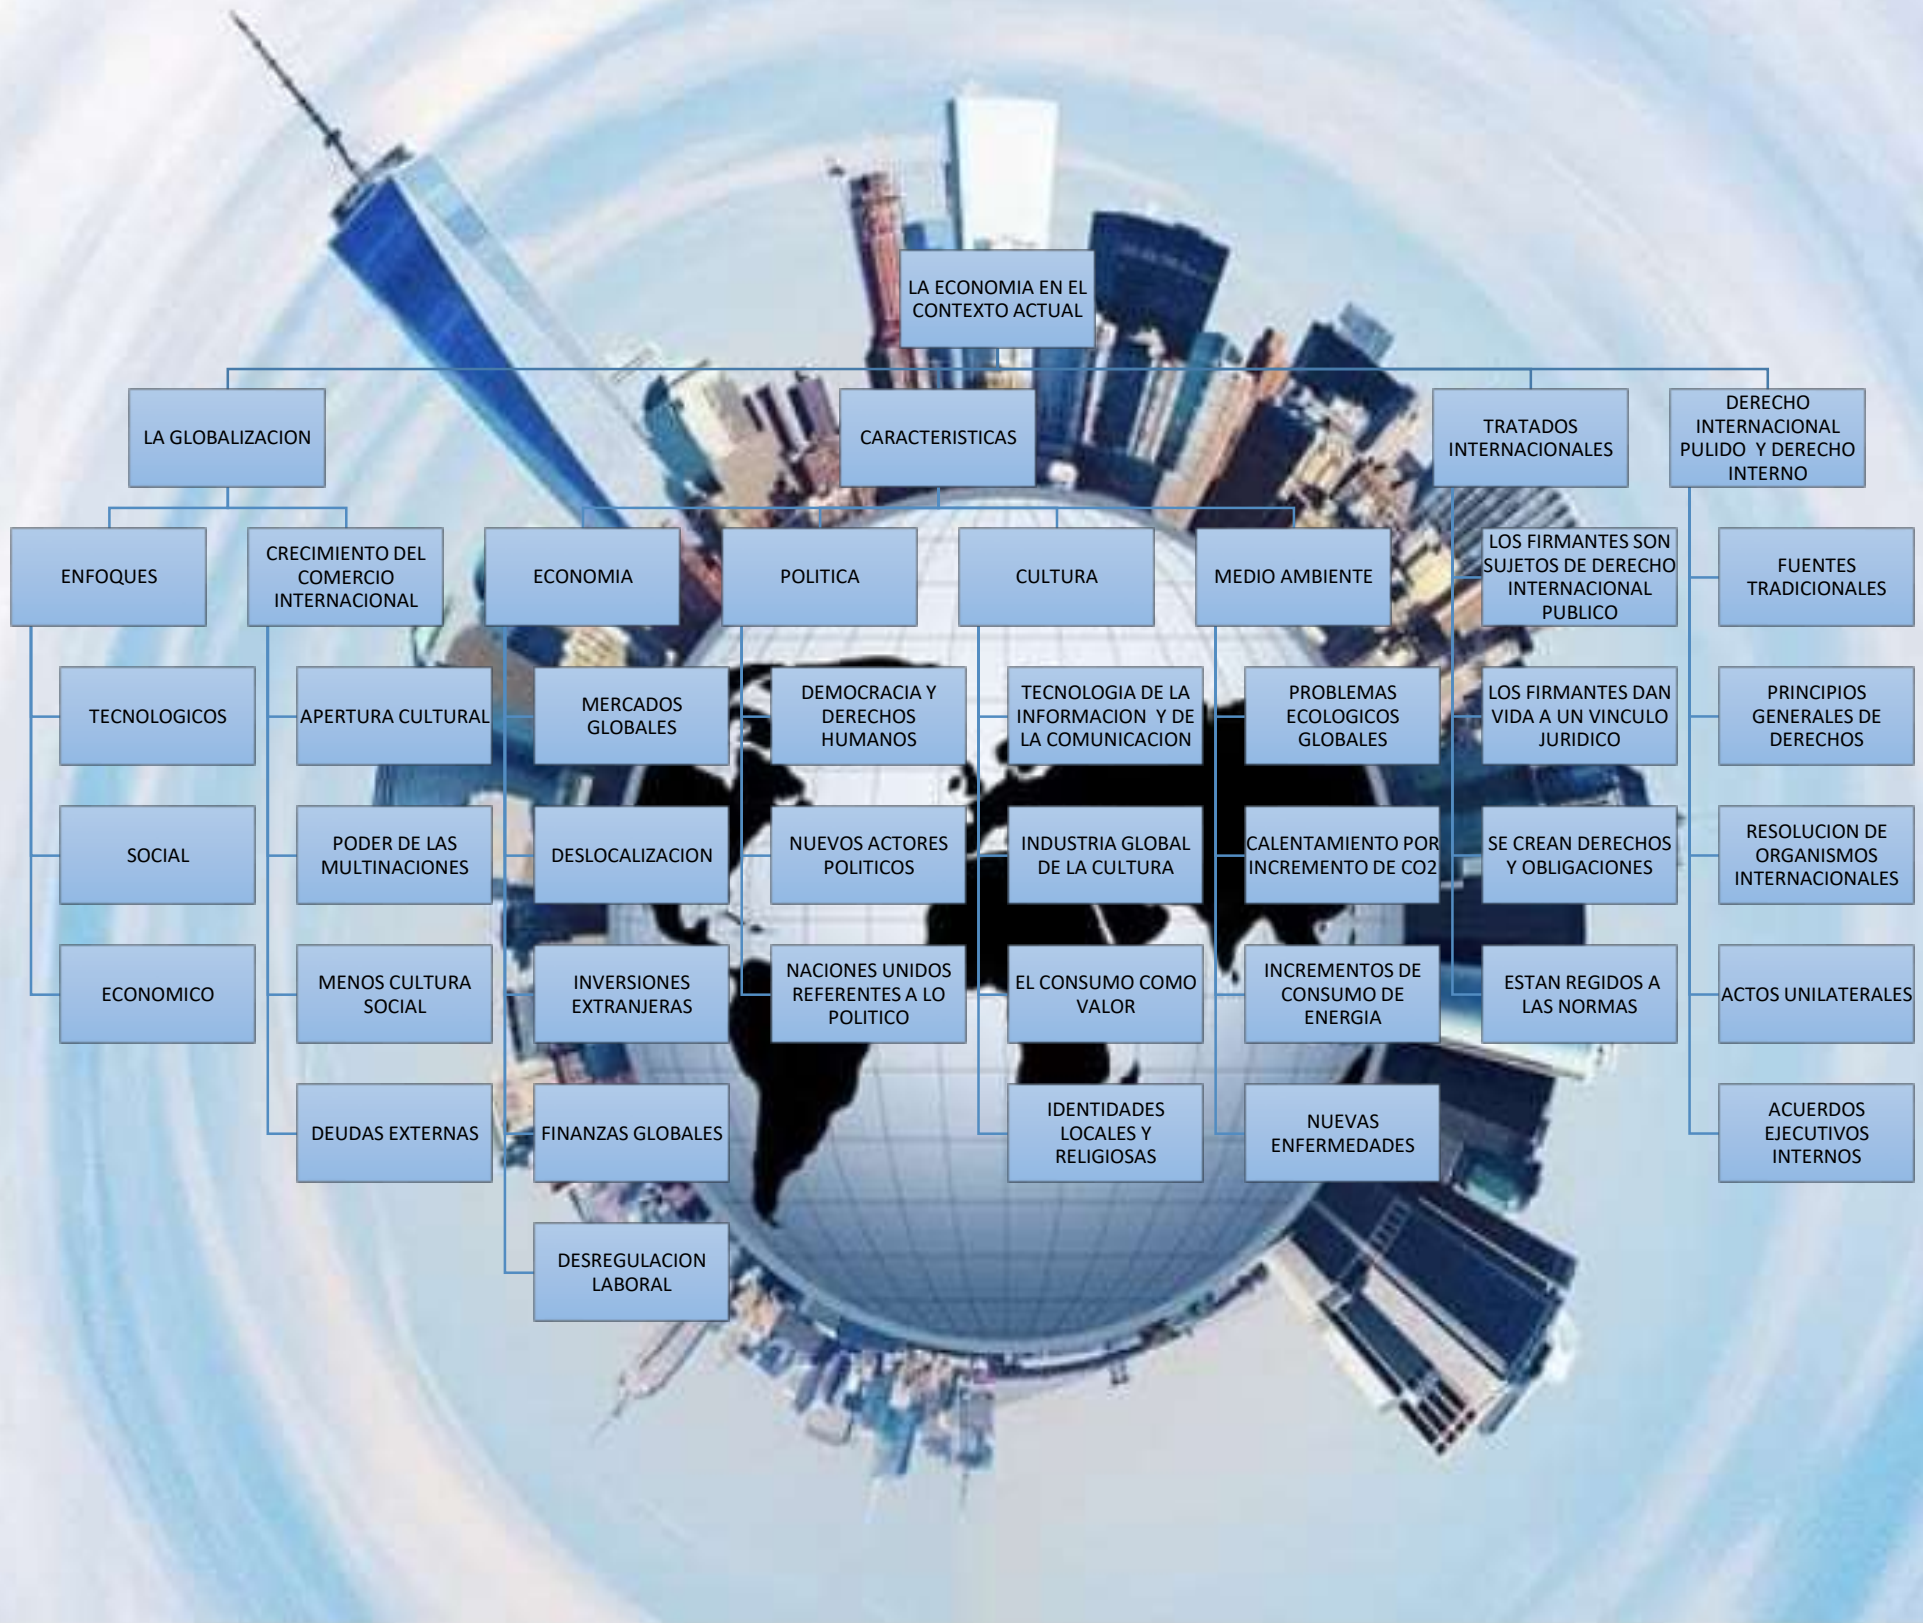 LA ECONOMIA EN EL
CONTEXTO ACTUAL
LA GLOBALIZACION
ENFOQUES
TECNOLOGICOS
SOCIAL
ECONOMICO
CRECIMIENTO DEL
COMERCIO
INTERNACIONAL
APERTURA CULTURAL
PODER DE LAS
MULTINACIONES
MENOS CULTURA
SOCIAL
DEUDAS EXTERNAS
CARACTERISTICAS
ECONOMIA
MERCADOS
GLOBALES
DESLOCALIZACION
INVERSIONES
EXTRANJERAS
FINANZAS GLOBALES
DESREGULACION
LABORAL
POLITICA
DEMOCRACIA Y
DERECHOS
HUMANOS
NUEVOS ACTORES
POLITICOS
NACIONES UNIDOS
REFERENTES A LO
POLITICO
CULTURA
TECNOLOGIA DE LA
INFORMACION Y DE
LA COMUNICACION
INDUSTRIA GLOBAL
DE LA CULTURA
EL CONSUMO COMO
VALOR
IDENTIDADES
LOCALES Y
RELIGIOSAS
MEDIO AMBIENTE
PROBLEMAS
ECOLOGICOS
GLOBALES
CALENTAMIENTO POR
INCREMENTO DE CO2
INCREMENTOS DE
CONSUMO DE
ENERGIA
NUEVAS
ENFERMEDADES
TRATADOS
INTERNACIONALES
LOS FIRMANTES SON
SUJETOS DE DERECHO
INTERNACIONAL
PUBLICO
LOS FIRMANTES DAN
VIDA A UN VINCULO
JURIDICO
SE CREAN DERECHOS
Y OBLIGACIONES
ESTAN REGIDOS A
LAS NORMAS
DERECHO
INTERNACIONAL
PULIDO Y DERECHO
INTERNO
FUENTES
TRADICIONALES
PRINCIPIOS
GENERALES DE
DERECHOS
RESOLUCION DE
ORGANISMOS
INTERNACIONALES
ACTOS UNILATERALES
ACUERDOS
EJECUTIVOS
INTERNOS